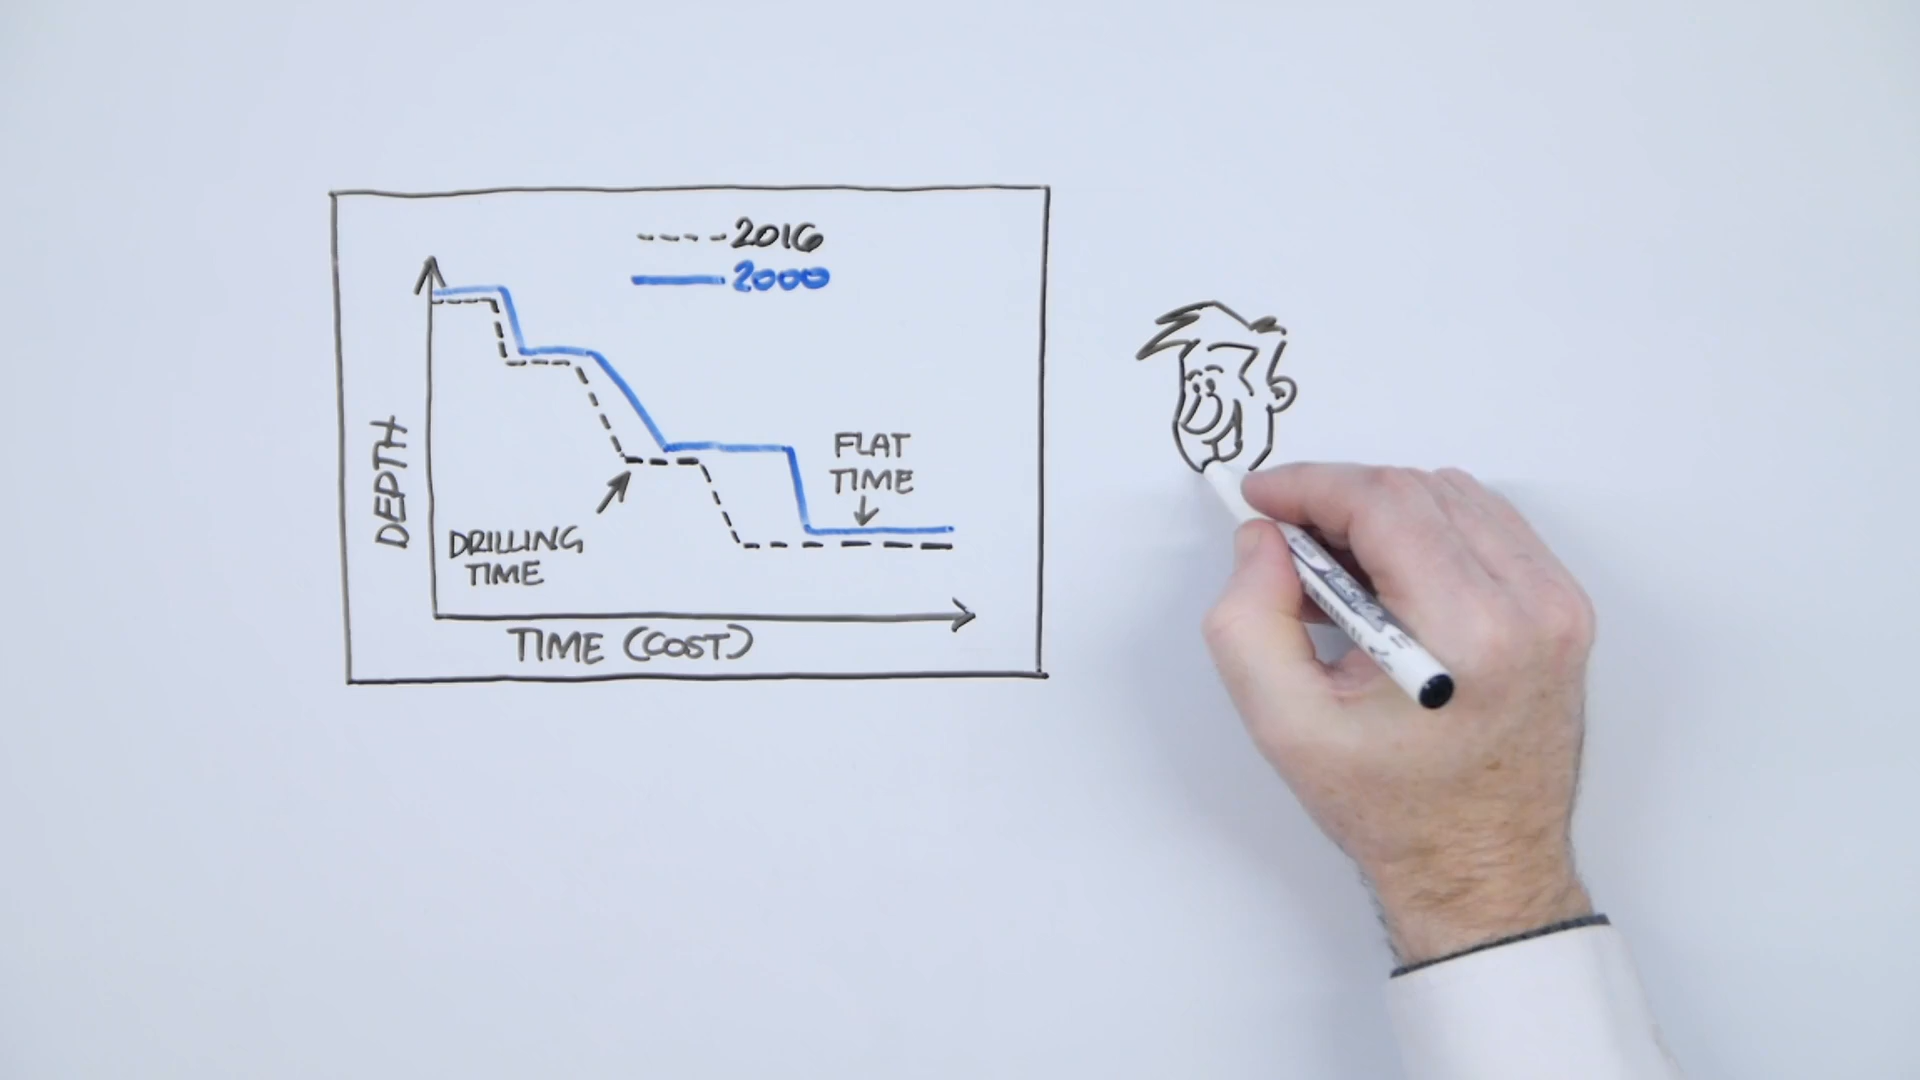 2016
2000
DEPTH
FLAT
TIME
DRILLING
TIME
TIME (COST)